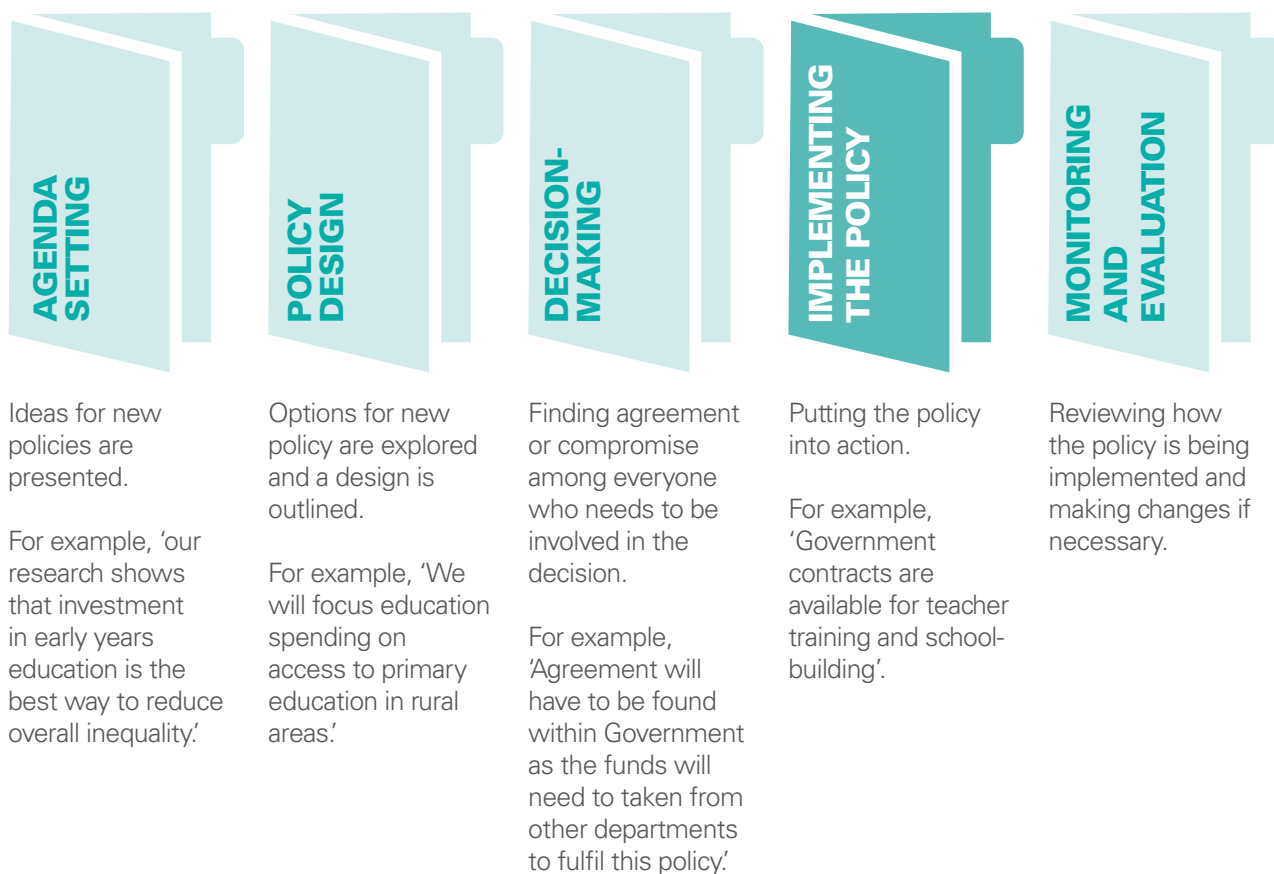 AGENDA
SETTING
Ideas for new
policies are
presented.
For example, ‘our
research shows
that investment
in early years
education is the
best way to reduce
overall inequality.’
POLICY
DESIGN
Options for new
policy are explored
and a design is
outlined.
For example, ‘We
will focus education
spending on
access to primary
education in rural
areas.’
DECISION-
MAKING
Finding agreement
or compromise
among everyone
who needs to be
involved in the
decision.
For example,
‘Agreement will
have to be found
within Government
as the funds will
need to taken from
other departments
to fulfil this policy.’
IMPLEMENTING
THE POLICY
Putting the policy
into action.
For example,
‘Government
contracts are
available for teacher
training and school-
building’.
MONITORING
AND
EVALUATION
Reviewing how
the policy is being
implemented and
making changes if
necessary.